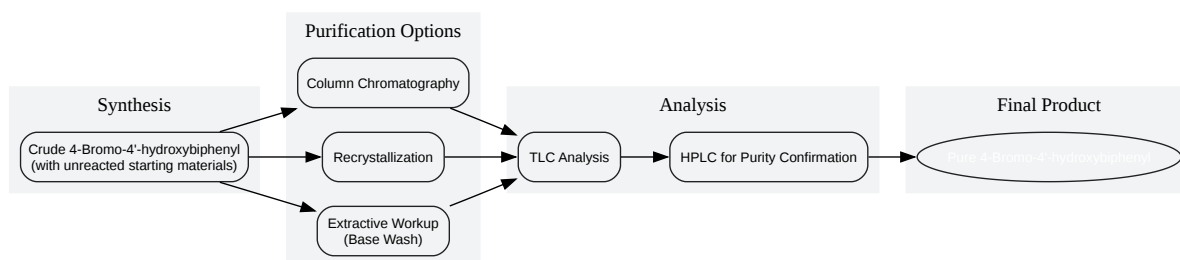 Purification Options
Column Chromatography
Synthesis
Crude 4-Bromo-4'-hydroxybiphenyl
(with unreacted starting materials)
Recrystallization
Extractive Workup
(Base Wash)
Analysis
TLC Analysis
HPLC for Purity Confirmation
Final Product
Pure 4-Bromo-4'-hydroxybiphenyl